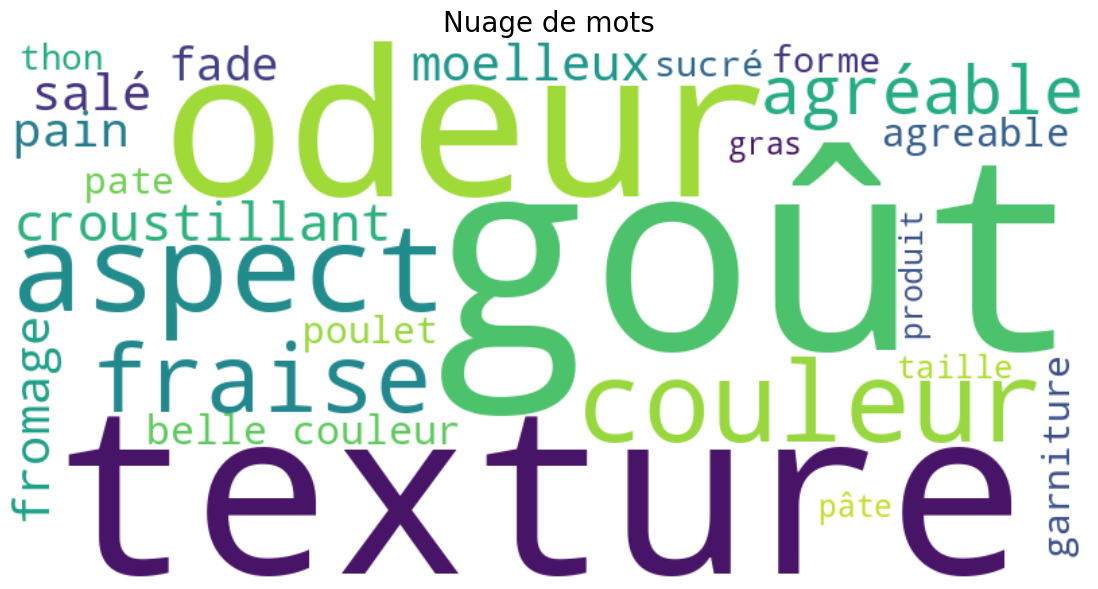 Nuage de mots
thon
fade
moelleux
sucré
forme
salé
odeur
agréable
pain
gras
agreable
pate
goût
croustillant
aspect
produit
fromage
poulet
fraise
taille
couleur
garniture
belle couleur
texture
pâte